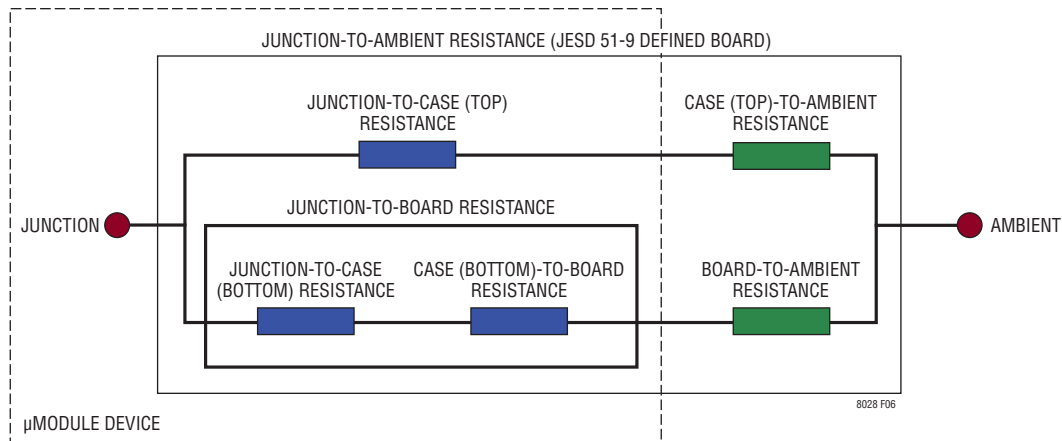 JUNCTION-TO-AMBIENT RESISTANCE (JESD 51-9 DEFINED BOARD)
JUNCTION-TO-CASE (TOP)
RESISTANCE
CASE (TOP)-TO-AMBIENT
RESISTANCE
JUNCTION-TO-BOARD RESISTANCE
JUNCTION
AMBIENT
JUNCTION-TO-CASE
(BOTTOM) RESISTANCE
CASE (BOTTOM)-TO-BOARD
RESISTANCE
BOARD-TO-AMBIENT
RESISTANCE
8028 F06
µMODULE DEVICE